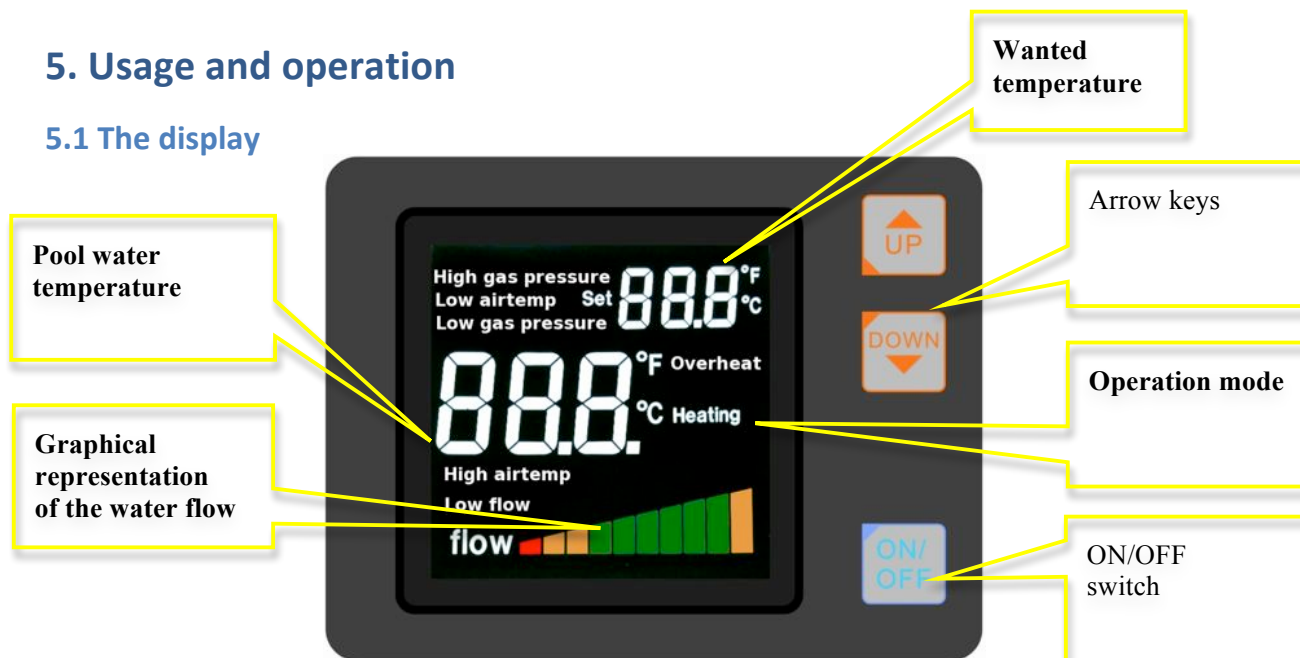 5. Usage and operation
5.1 The display
Wanted
temperature
Arrow keys
Pool water
temperature
Operation mode
Graphical
representation
of the water flow
ON/OFF
switch
High gas pressure
Low airtemp Set 88.8 °F
°C
Low gas pressure
88.8. °F Overheat
°C Heating
High airtemp
Low flow
flow
UP
DOWN
ON/
OFF